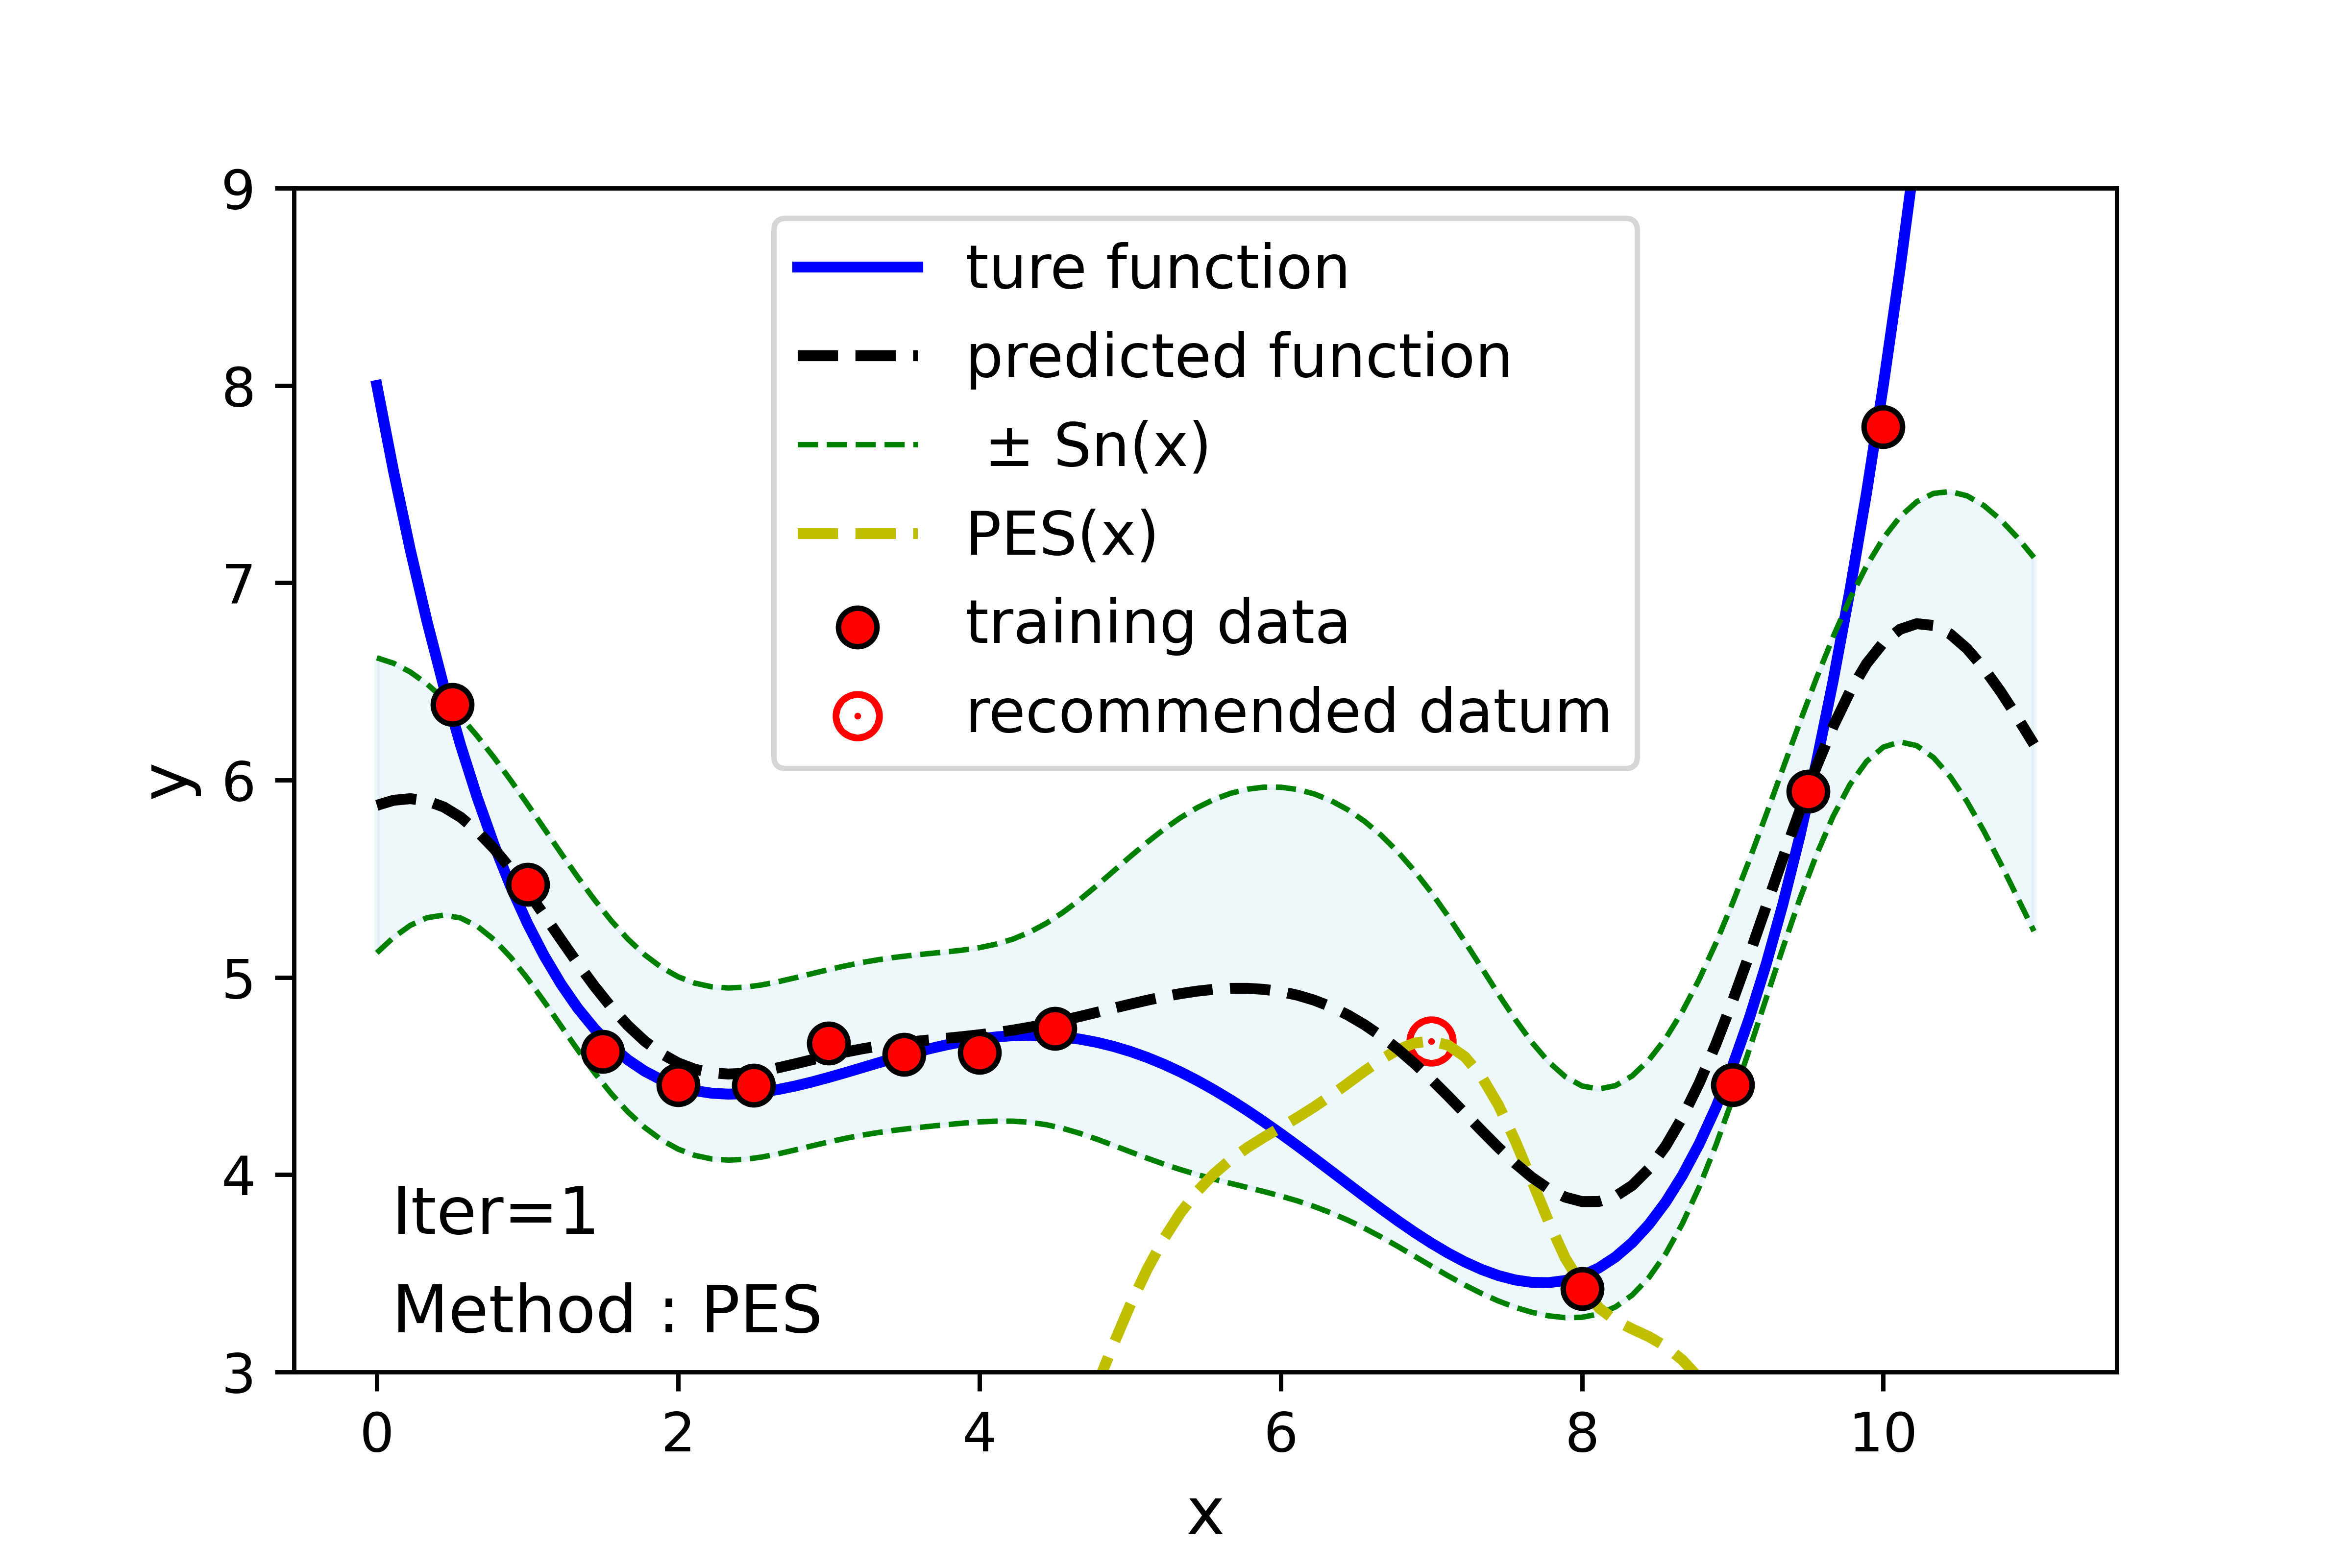 9
8
7
6
5
4
3
y
ture function
predicted function
± Sn(x)
PES(x)
training data
recommended datum
Iter=1
Method : PES
0 2 4 6 8 10
x